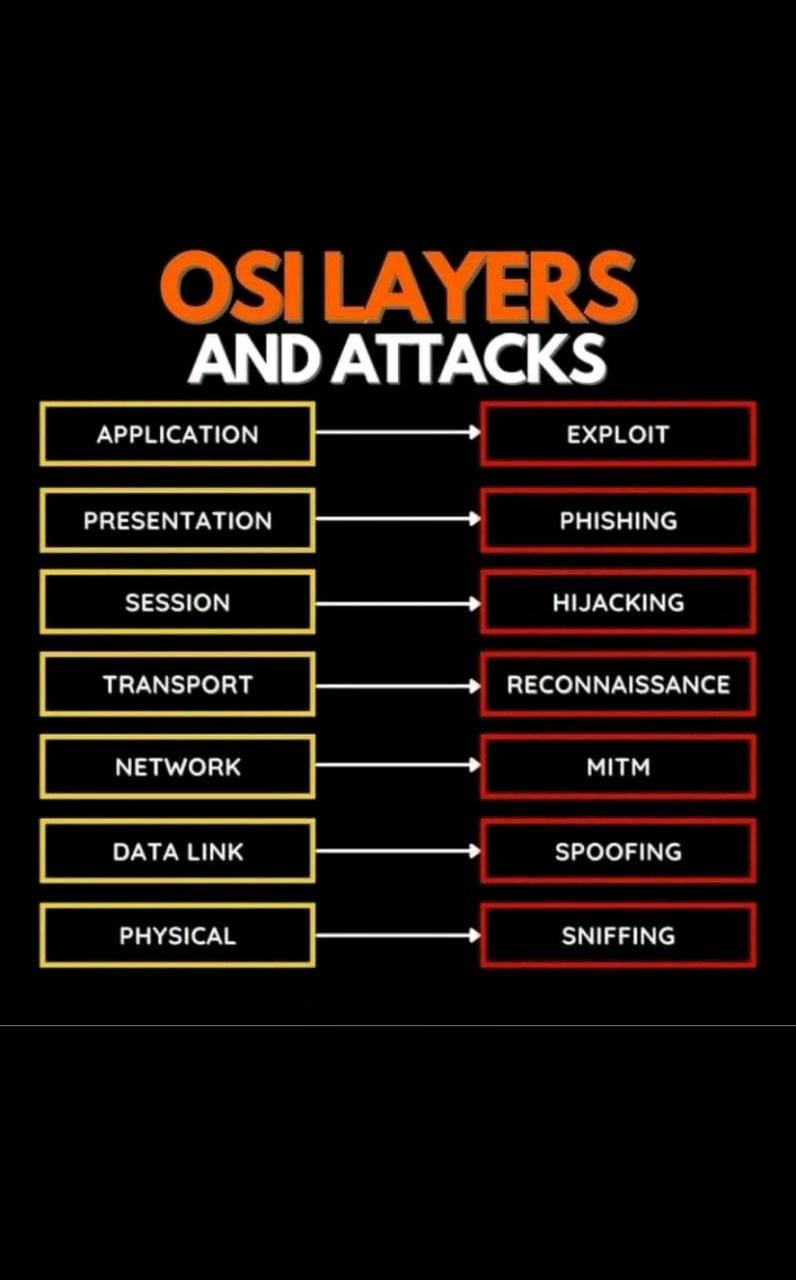 OSI LAYERS
AND ATTACKS
APPLICATION
EXPLOIT
PRESENTATION
PHISHING
SESSION
HIJACKING
TRANSPORT
RECONNAISSANCE
NETWORK
MITM
DATA LINK
SPOOFING
PHYSICAL
SNIFFING